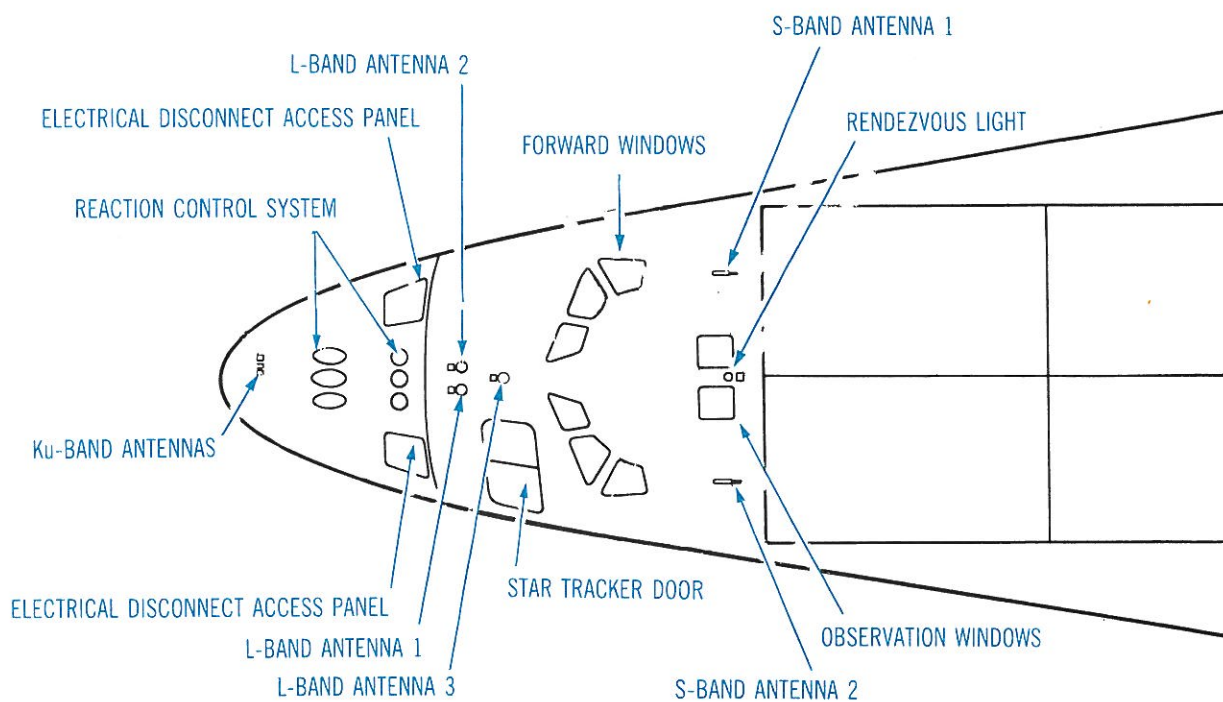 S-BAND ANTENNA 1
L-BAND ANTENNA 2
ELECTRICAL DISCONNECT ACCESS PANEL
RENDEZVOUS LIGHT
FORWARD WINDOWS
REACTION CONTROL SYSTEM
Ku-BAND ANTENNAS
STAR TRACKER DOOR
ELECTRICAL DISCONNECT ACCESS PANEL
OBSERVATION WINDOWS
L-BAND ANTENNA 1
L-BAND ANTENNA 3
S-BAND ANTENNA 2